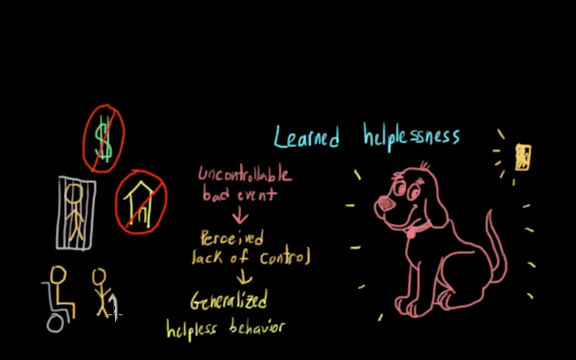 $
Learned helplessness
Uncontrollable
bad event
Perceived
lack of control
Generalized
helpless behavior